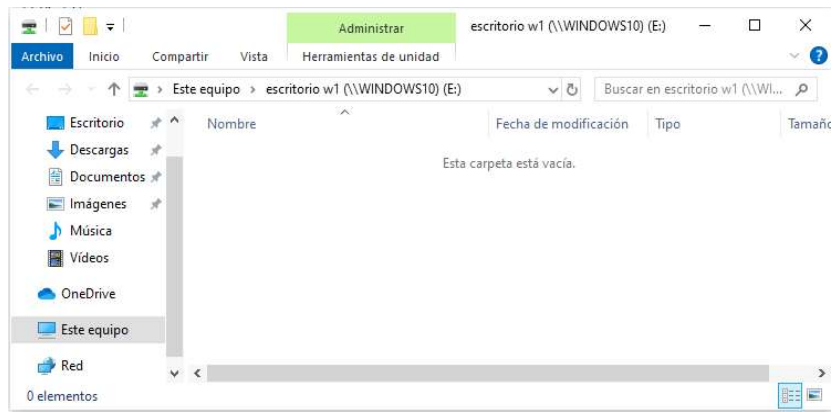 Administrar
escritorio w1 (\\WINDOWS10) (E:)
Archivo Inicio Compartir Vista Herramientas de unidad
Este equipo > escritorio w1 (\\WINDOWS10) (E:)
Buscar en escritorio w1 (\\WI...
Escritorio
Descargas
Documentos
Imágenes
Música
Vídeos
OneDrive
Este equipo
Red
Nombre Fecha de modificación Tipo Tamaño
Esta carpeta está vacía.
0 elementos